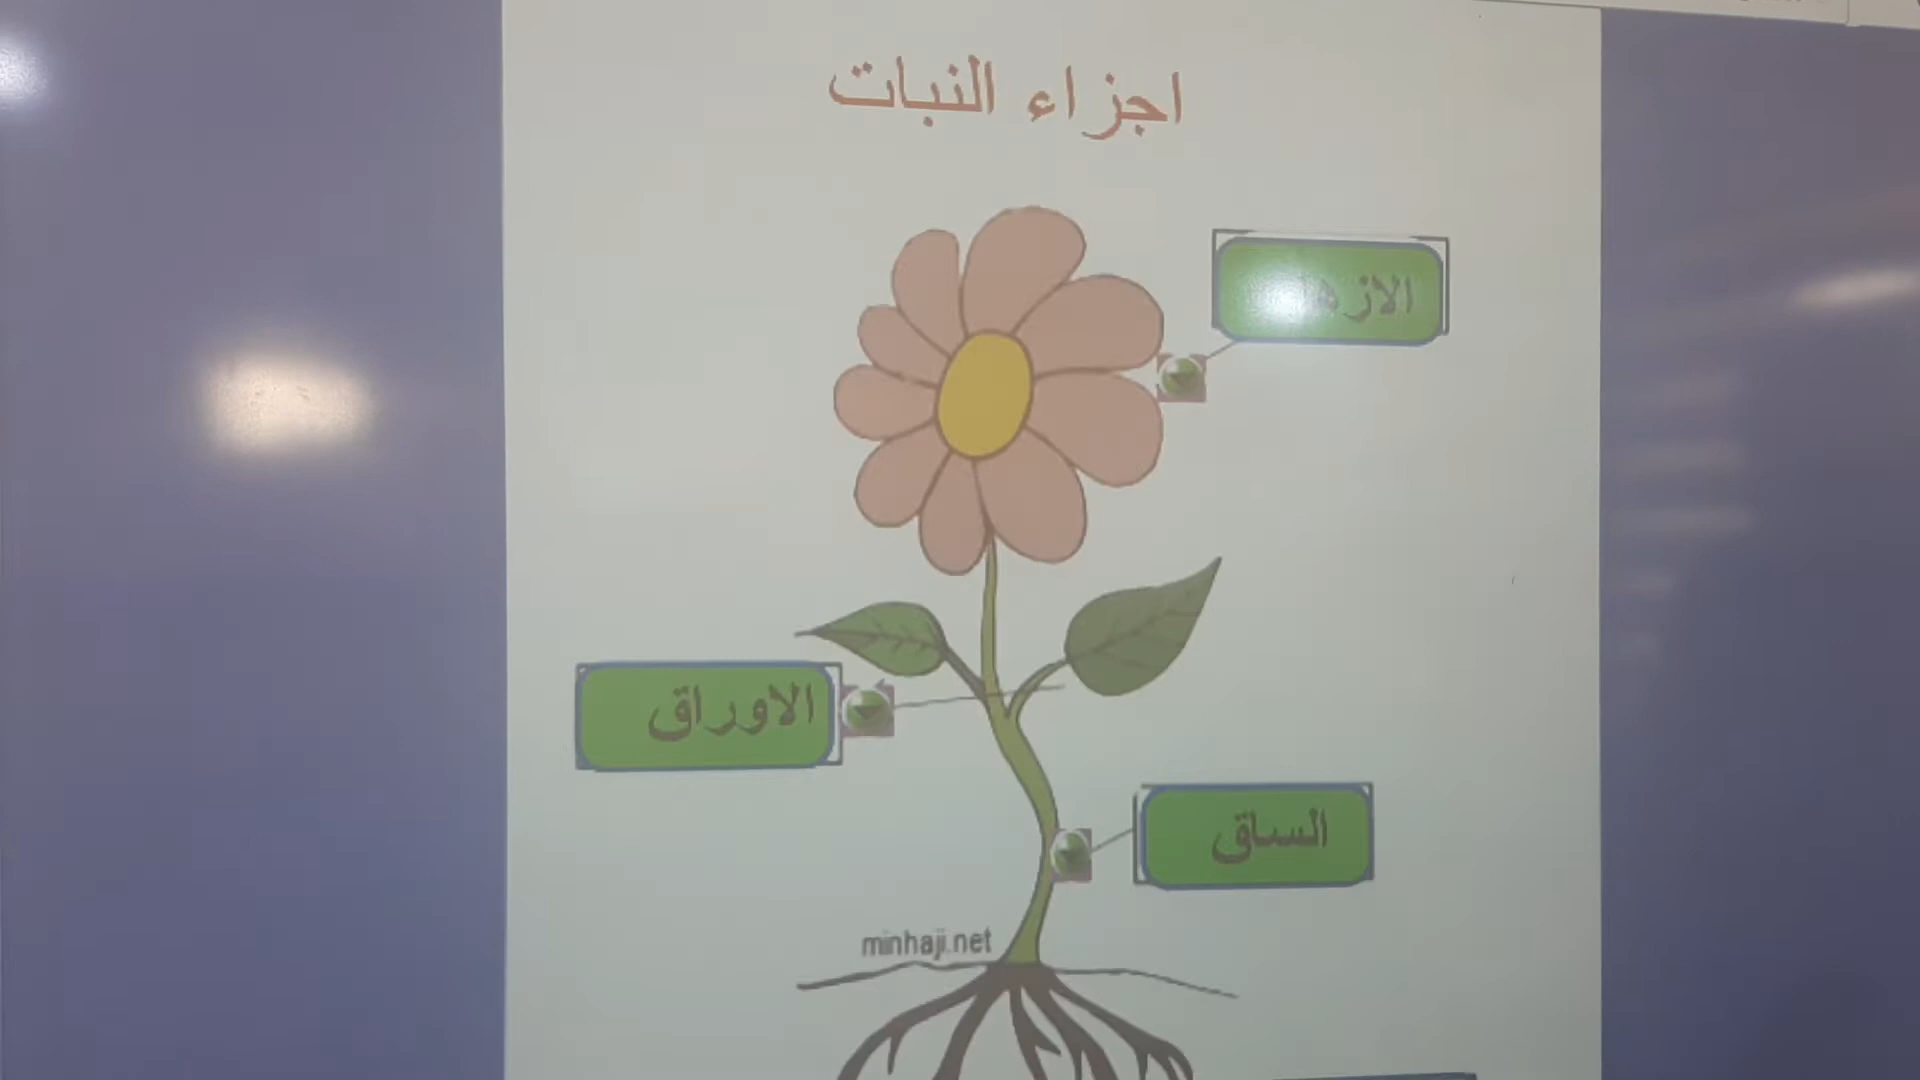 اجزاء النبات
الاوراق
الساق
minhaji.net